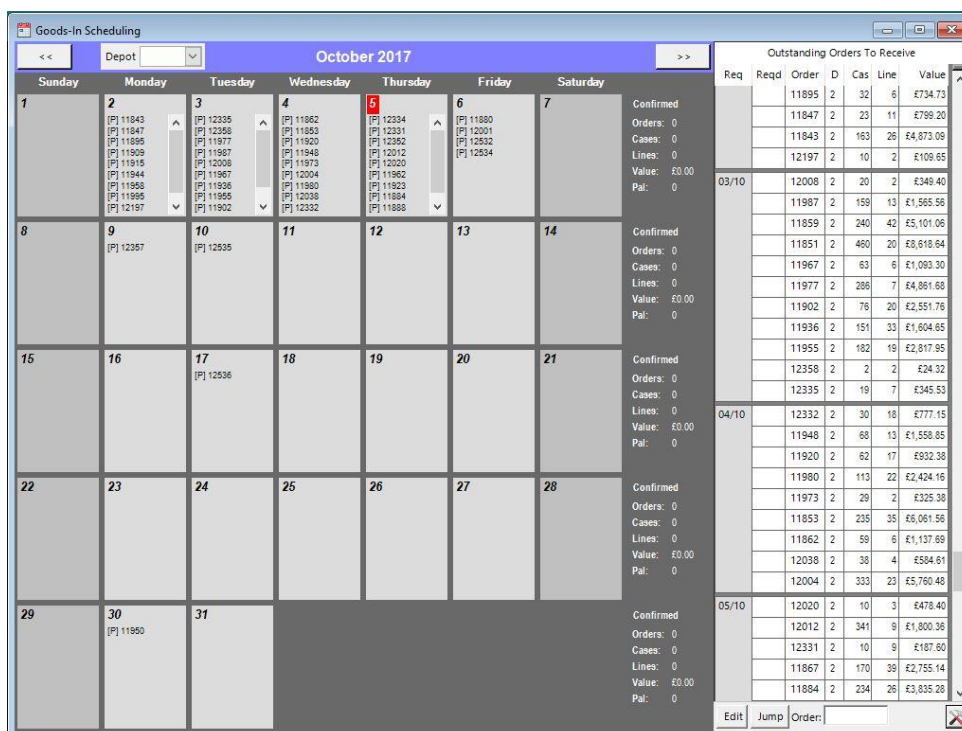 Goods-In Scheduling
<< Depot October 2017 >>
Sunday Monday Tuesday Wednesday Thursday Friday Saturday
1
2
[P] 11843
[P] 11847
[P] 11895
[P] 11909
[P] 11915
[P] 11944
[P] 11958
[P] 11995
[P] 12197
3
[P] 12335
[P] 12358
[P] 11977
[P] 11987
[P] 12008
[P] 11967
[P] 11936
[P] 11955
[P] 11902
4
[P] 11862
[P] 11853
[P] 11920
[P] 11948
[P] 11973
[P] 12004
[P] 11980
[P] 12038
[P] 12332
5
[P] 12334
[P] 12331
[P] 12352
[P] 12012
[P] 12020
[P] 11962
[P] 11923
[P] 11884
[P] 11888
6
[P] 11880
[P] 12001
[P] 12532
[P] 12534
7
Confirmed
Orders: 0
Cases: 0
Lines: 0
Value: £0.00
Pal: 0
8
9
[P] 12357
10
[P] 12535
11
12
13
14
Confirmed
Orders: 0
Cases: 0
Lines: 0
Value: £0.00
Pal: 0
15
16
17
[P] 12536
18
19
20
21
Confirmed
Orders: 0
Cases: 0
Lines: 0
Value: £0.00
Pal: 0
22
23
24
25
26
27
28
Confirmed
Orders: 0
Cases: 0
Lines: 0
Value: £0.00
Pal: 0
29
30
[P] 11950
31
Confirmed
Orders: 0
Cases: 0
Lines: 0
Value: £0.00
Pal: 0
Outstanding Orders To Receive
Req Reqd Order D Cas Line Value
11895 2 32 6 £734.73
11847 2 23 11 £799.20
11843 2 163 26 £4,873.09
12197 2 10 2 £109.65
03/10 12008 2 20 2 £349.40
11987 2 159 13 £1,565.56
11859 2 240 42 £5,101.06
11851 2 460 20 £8,618.64
11967 2 63 6 £1,093.30
11977 2 286 7 £4,861.68
11902 2 76 20 £2,551.76
11936 2 151 33 £1,604.65
11955 2 182 19 £2,817.95
12358 2 2 2 £24.32
12335 2 19 7 £345.53
04/10 12332 2 30 18 £777.15
11948 2 68 13 £1,558.85
11920 2 62 17 £932.38
11980 2 113 22 £2,424.16
11973 2 29 2 £325.38
11853 2 235 35 £6,061.56
11862 2 59 6 £1,137.69
12038 2 38 4 £584.61
12004 2 333 23 £5,760.48
05/10 12020 2 10 3 £478.40
12012 2 341 9 £1,800.36
12331 2 10 9 £187.60
11867 2 170 39 £2,755.14
11884 2 234 26 £3,835.28
Edit Jump Order: